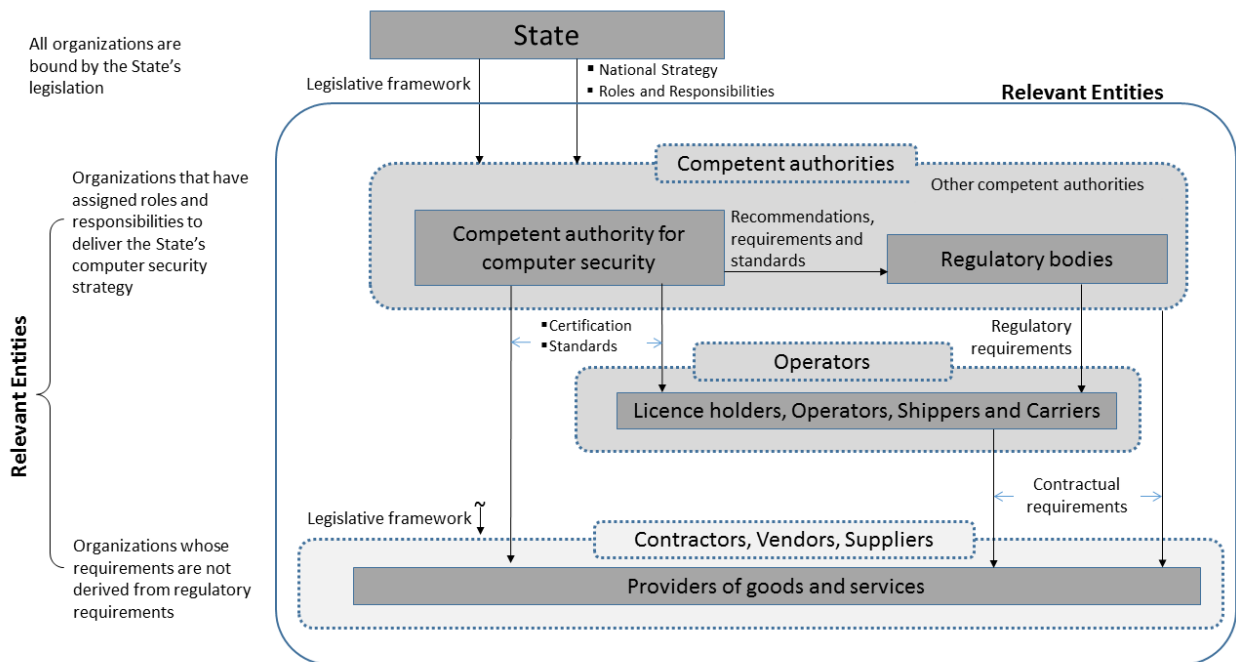 State
All organizations are
bound by the State's
legislation
Legislative framework
▪ National Strategy
▪ Roles and Responsibilities
Relevant Entities
Competent authorities
Other competent authorities
Organizations that have
assigned roles and
responsibilities to
deliver the State's
computer security
strategy
Competent authority for
computer security
Recommendations,
requirements and
standards
Regulatory bodies
▪ Certification
▪ Standards
Regulatory
requirements
Operators
Licence holders, Operators, Shippers and Carriers
Relevant Entities
Contractual
requirements
Legislative framework
~
Contractors, Vendors, Suppliers
Organizations whose
requirements are not
derived from regulatory
requirements
Providers of goods and services